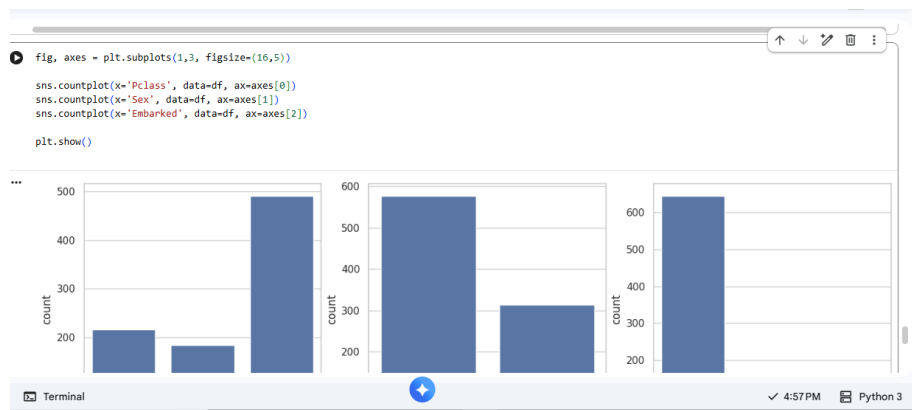 fig, axes = plt.subplots(1,3, figsize=(16,5))
sns.countplot(x='Pclass', data=df, ax=axes[0])
sns.countplot(x='Sex', data=df, ax=axes[1])
sns.countplot(x='Embarked', data=df, ax=axes[2])
plt.show()
500
400
300
200
count
600
500
400
300
200
count
600
500
400
300
200
count
Terminal
4:57 PM
Python 3